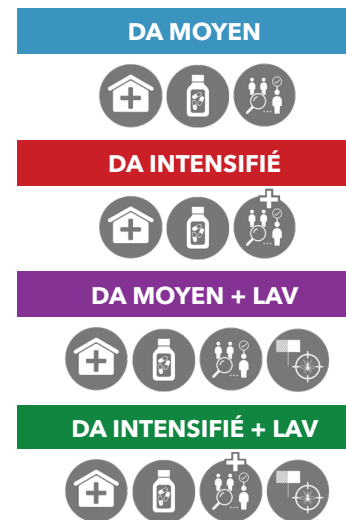 DA MOYEN
DA INTENSIFIÉ
DA MOYEN + LAV
DA INTENSIFIÉ + LAV